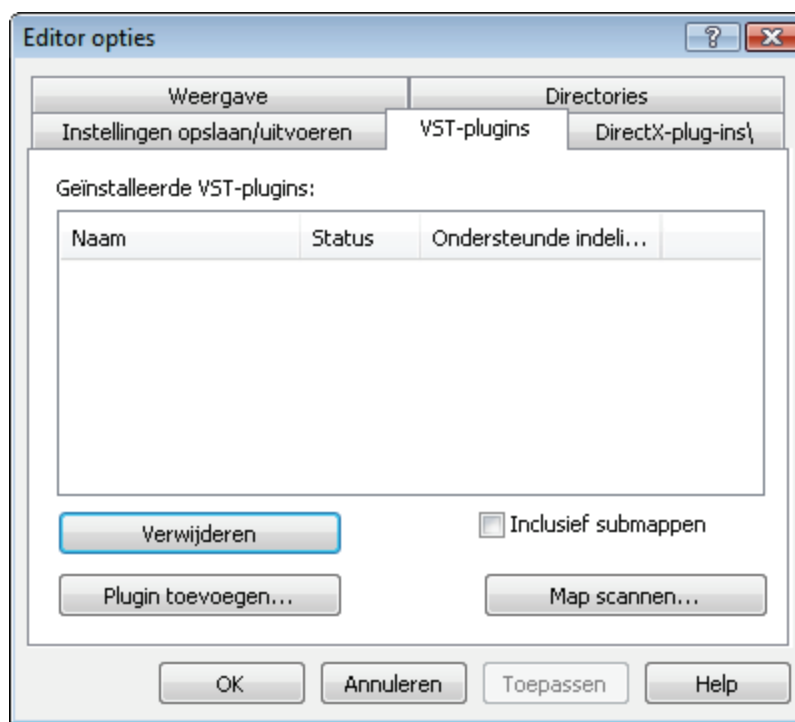 Editor opties
Weergave Directories
Instellingen opslaan/uitvoeren VST-plugins DirectX-plug-ins\
Geïnstalleerde VST-plugins:
Naam Status Ondersteunde indeli...
Verwijderen Inclusief submappen
Plugin toevoegen... Map scannen...
OK Annuleren Toepassen Help